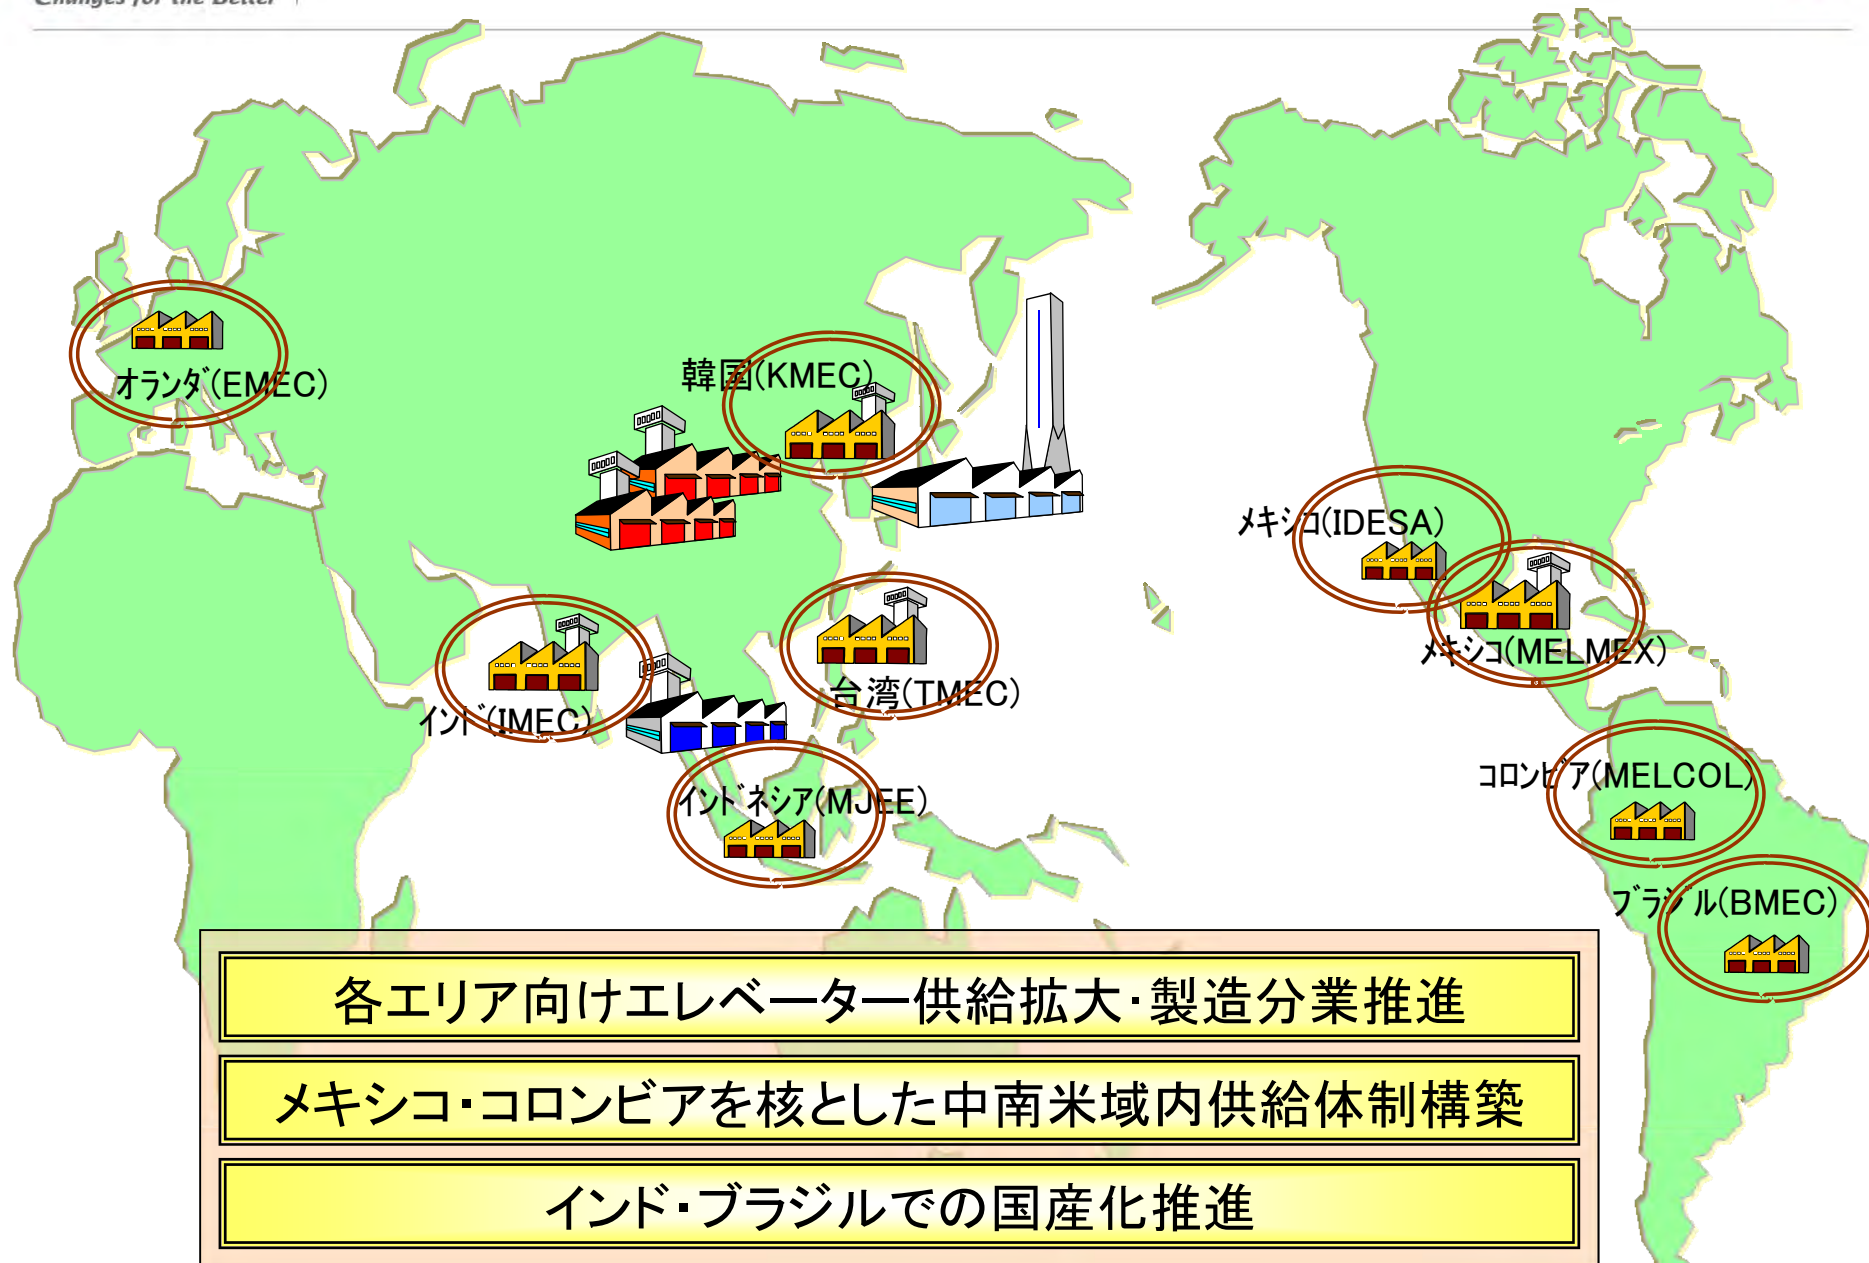 Changes for the Better
オランダ(EMEC)
韓国(KMEC)
メキシコ(IDESA)
メキシコ(MELMEX)
台湾(TMEC)
インド(IMEC)
インドネシア(MJEE)
コロンビア(MELCOL)
ブラジル(BMEC)
各エリア向けエレベーター供給拡大・製造分業推進
メキシコ・コロンビアを核とした中南米域内供給体制構築
インド・ブラジルでの国産化推進